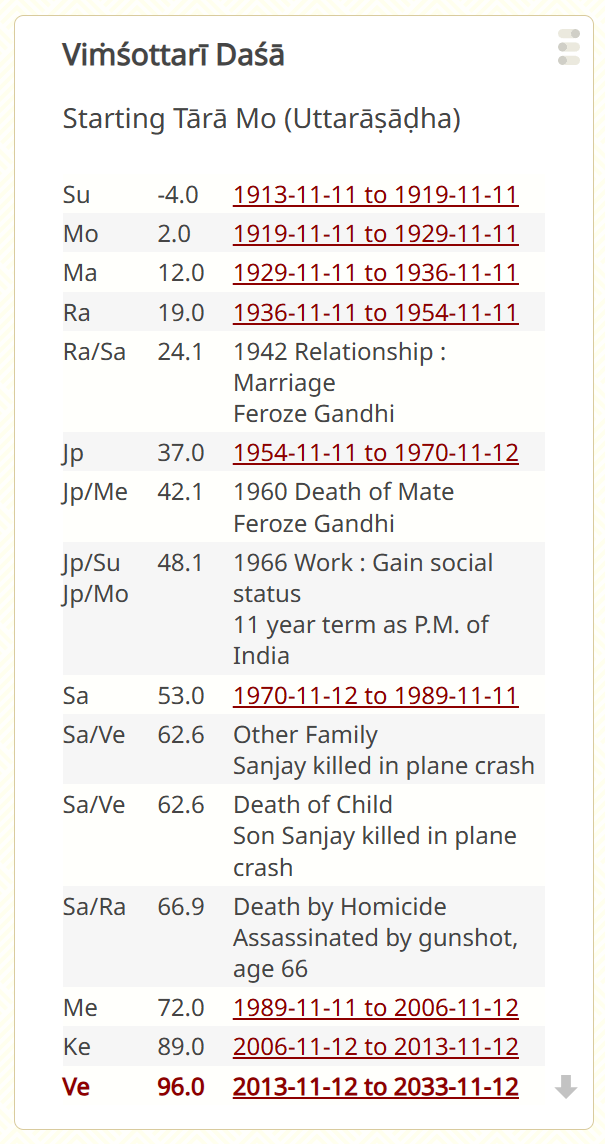 Viṁśottarī Daśā
Starting Tārā Mo (Uttarāṣāḍha)
Su -4.0 1913-11-11 to 1919-11-11
Mo 2.0 1919-11-11 to 1929-11-11
Ma 12.0 1929-11-11 to 1936-11-11
Ra 19.0 1936-11-11 to 1954-11-11
Ra/Sa 24.1 1942 Relationship :
Marriage
Feroze Gandhi
Jp 37.0 1954-11-11 to 1970-11-12
Jp/Me 42.1 1960 Death of Mate
Feroze Gandhi
Jp/Su 48.1 1966 Work : Gain social
Jp/Mo status
11 year term as P.M. of
India
Sa 53.0 1970-11-12 to 1989-11-11
Sa/Ve 62.6 Other Family
Sanjay killed in plane crash
Sa/Ve 62.6 Death of Child
Son Sanjay killed in plane
crash
Sa/Ra 66.9 Death by Homicide
Assassinated by gunshot,
age 66
Me 72.0 1989-11-11 to 2006-11-12
Ke 89.0 2006-11-12 to 2013-11-12
Ve 96.0 2013-11-12 to 2033-11-12